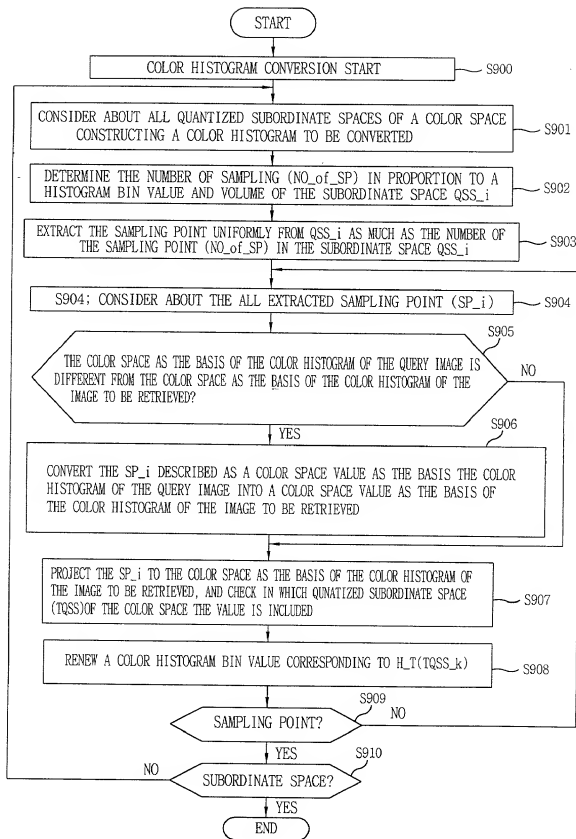 START
COLOR HISTOGRAM CONVERSION START
S900
CONSIDER ABOUT ALL QUANTIZED SUBORDINATE SPACES OF A COLOR SPACE
CONSTRUCTING A COLOR HISTOGRAM TO BE CONVERTED
S901
DETERMINE THE NUMBER OF SAMPLING (NO_of_SP) IN PROPORTION TO A
HISTOGRAM BIN VALUE AND VOLUME OF THE SUBORDINATE SPACE QSS_i
S902
EXTRACT THE SAMPLING POINT UNIFORMLY FROM QSS_i AS MUCH AS THE NUMBER OF
THE SAMPLING POINT (NO_of_SP) IN THE SUBORDINATE SPACE QSS_i
S903
S904; CONSIDER ABOUT THE ALL EXTRACTED SAMPLING POINT (SP_i)
S904
S905
THE COLOR SPACE AS THE BASIS OF THE COLOR HISTOGRAM OF THE QUERY IMAGE IS
DIFFERENT FROM THE COLOR SPACE AS THE BASIS OF THE COLOR HISTOGRAM OF THE
IMAGE TO BE RETRIEVED?
NO
YES
S906
CONVERT THE SP_i DESCRIBED AS A COLOR SPACE VALUE AS THE BASIS THE COLOR
HISTOGRAM OF THE QUERY IMAGE INTO A COLOR SPACE VALUE AS THE BASIS OF
THE COLOR HISTOGRAM OF THE IMAGE TO BE RETRIEVED
PROJECT THE SP_i TO THE COLOR SPACE AS THE BASIS OF THE COLOR HISTOGRAM OF
THE IMAGE TO BE RETRIEVED, AND CHECK IN WHICH QUNATIZED SUBORDINATE SPACE
(TQSS)OF THE COLOR SPACE THE VALUE IS INCLUDED
S907
RENEW A COLOR HISTOGRAM BIN VALUE CORRESPONDING TO H_T(TQSS_k)
S908
S909
SAMPLING POINT?
NO
YES
S910
NO
SUBORDINATE SPACE?
YES
END